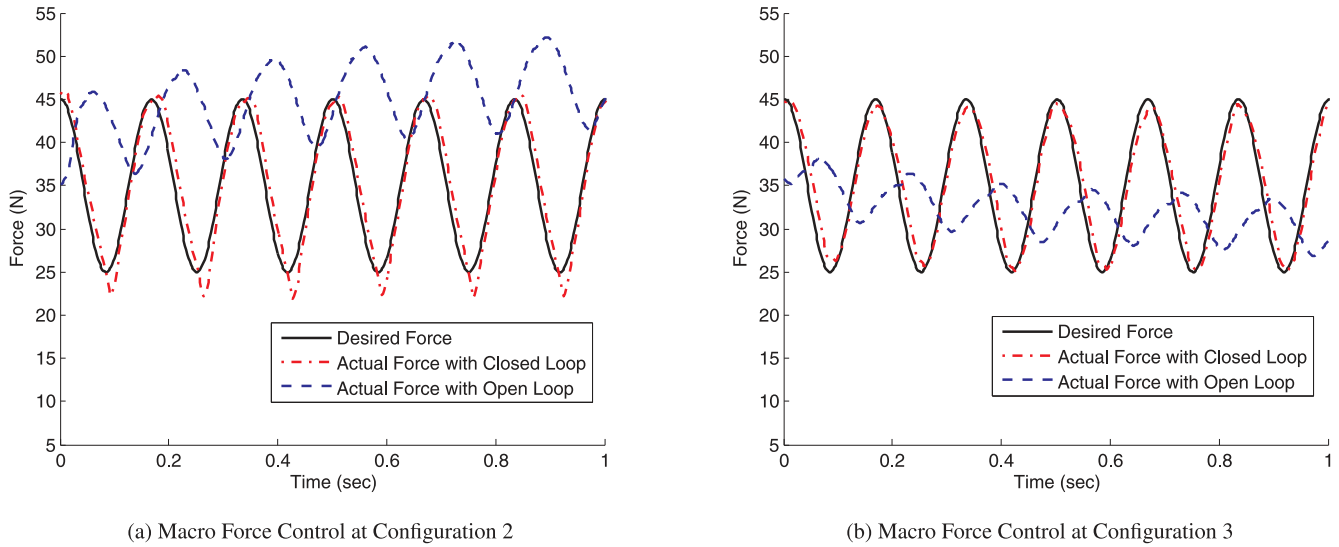 55
50
45
40
35
30
25
20
15
10
5
Force (N)
0
0.2
0.4
0.6
0.8
1
Time (sec)
Desired Force
Actual Force with Closed Loop
Actual Force with Open Loop
(a) Macro Force Control at Configuration 2
55
50
45
40
35
30
25
20
15
10
5
Force (N)
0
0.2
0.4
0.6
0.8
1
Time (sec)
Desired Force
Actual Force with Closed Loop
Actual Force with Open Loop
(b) Macro Force Control at Configuration 3